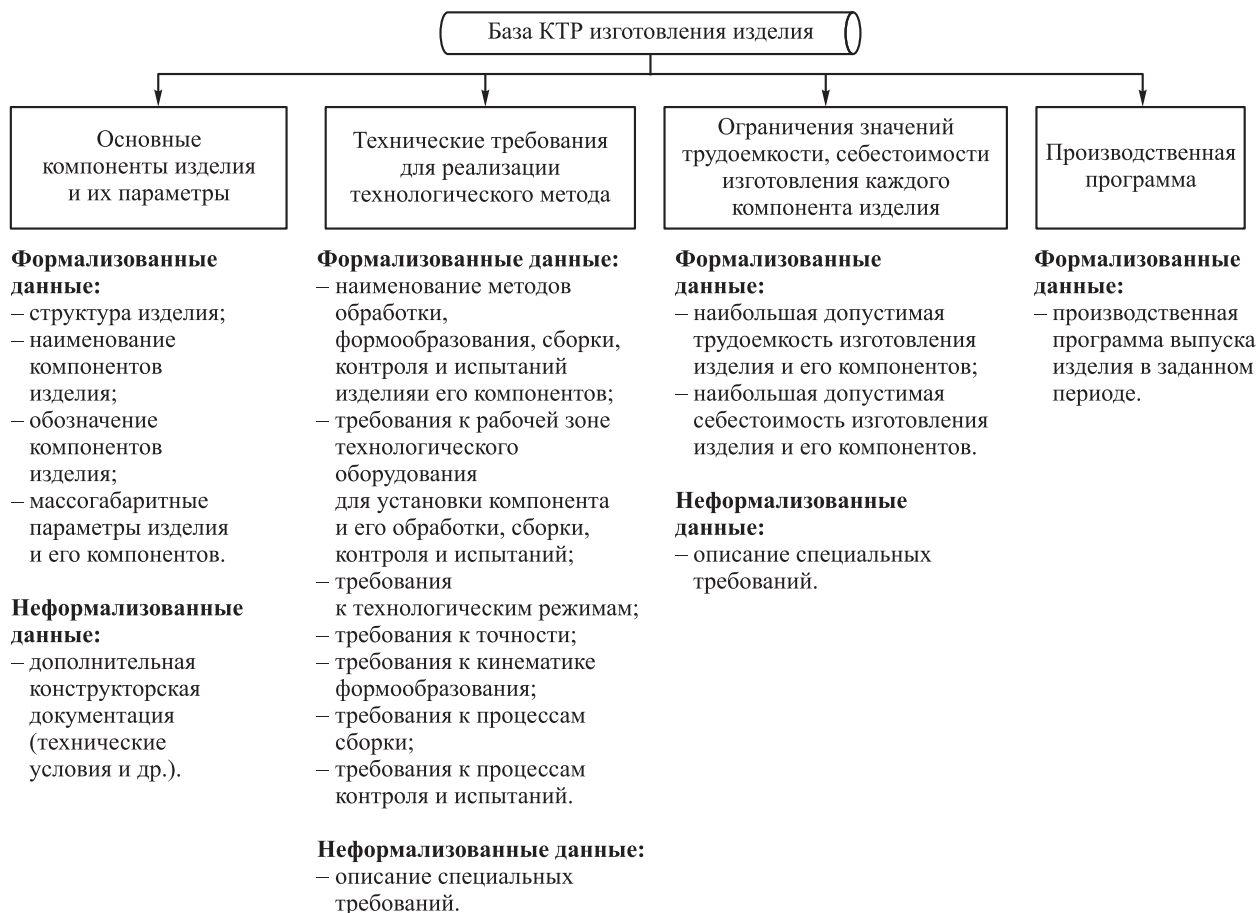 База КТР изготовления изделия
Основные
компоненты изделия
и их параметры
Технические требования
для реализации
технологического метода
Ограничения значений
трудоемкости, себестоимости
изготовления каждого
компонента изделия
Производственная
программа
Формализованные
данные:
– структура изделия;
– наименование
компонентов
изделия;
– обозначение
компонентов
изделия;
– массогабаритные
параметры изделия
и его компонентов.
Неформализованные
данные:
– дополнительная
конструкторская
документация
(технические
условия и др.).
Формализованные данные:
– наименование методов
обработки,
формообразования, сборки,
контроля и испытаний
изделияи его компонентов;
– требования к рабочей зоне
технологического
оборудования
для установки компонента
и его обработки, сборки,
контроля и испытаний;
– требования
к технологическим режимам;
– требования к точности;
– требования к кинематике
формообразования;
– требования к процессам
сборки;
– требования к процессам
контроля и испытаний.
Неформализованные данные:
– описание специальных
требований.
Формализованные
данные:
– наибольшая допустимая
трудоемкость изготовления
изделия и его компонентов;
– наибольшая допустимая
себестоимость изготовления
изделия и его компонентов.
Неформализованные
данные:
– описание специальных
требований.
Формализованные
данные:
– производственная
программа выпуска
изделия в заданном
периоде.